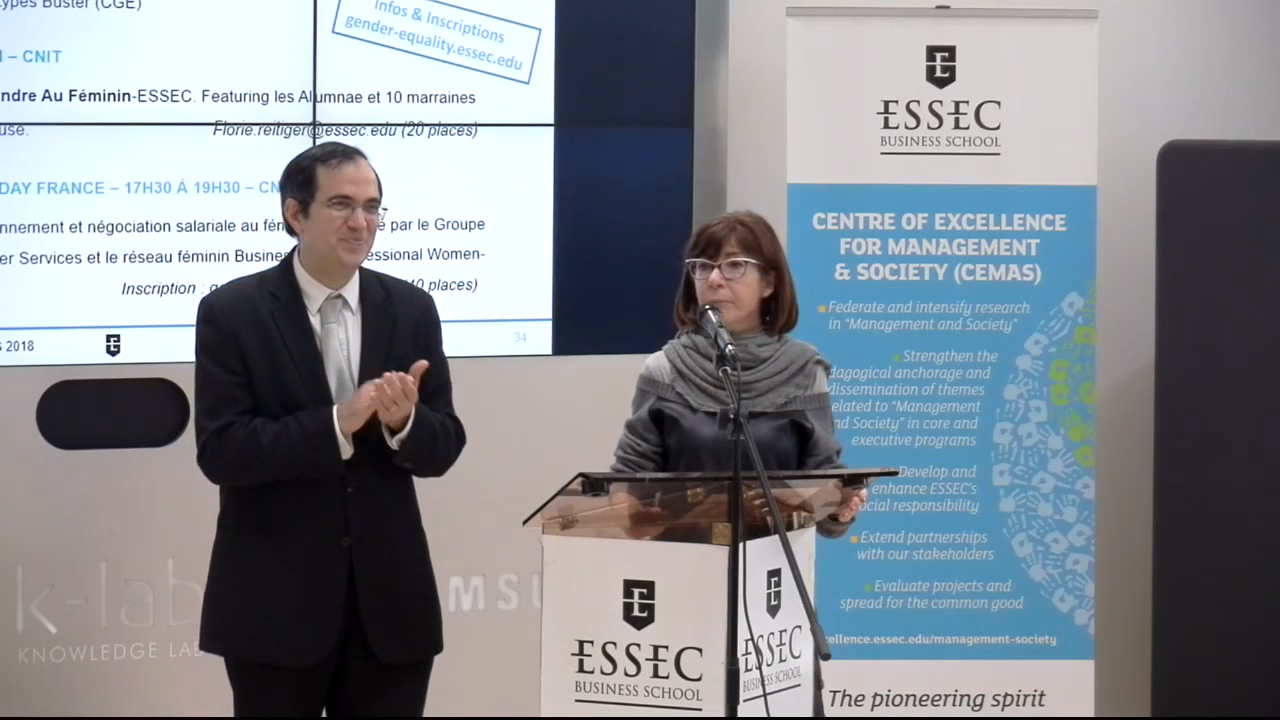 ypes Buster (CGE)
Infos & Inscriptions
gender-equality.essec.edu
– CNIT
ndre Au Féminin-ESSEC. Featuring les Alumnae et 10 marraines
use.
Florie.reitiger@essec.edu (20 places)
DAY FRANCE – 17H30 À 19H30 – CN
nnement et négociation salariale au fé
par le Groupe
er Services et le réseau féminin Busine
essional Women-
Inscription :
places)
2018
34
k-lab
KNOWLEDGE LAB
MSU
E
ESSEC
BUSINESS SCHOOL
E
ESSEC
BUSINESS SCHOOL
E
ESSEC
BUSINESS SCHOOL
CENTRE OF EXCELLENCE
FOR MANAGEMENT
& SOCIETY (CEMAS)
Federate and intensify research
in "Management and Society"
Strengthen the
dagogical anchorage and
dissemination of themes
elated to "Management
nd Society" in core and
executive programs
Develop and
enhance ESSEC's
ocial responsibility
Extend partnerships
with our stakeholders
Evaluate projects and
spread for the common good
cellence.essec.edu/management-society
The pioneering spirit